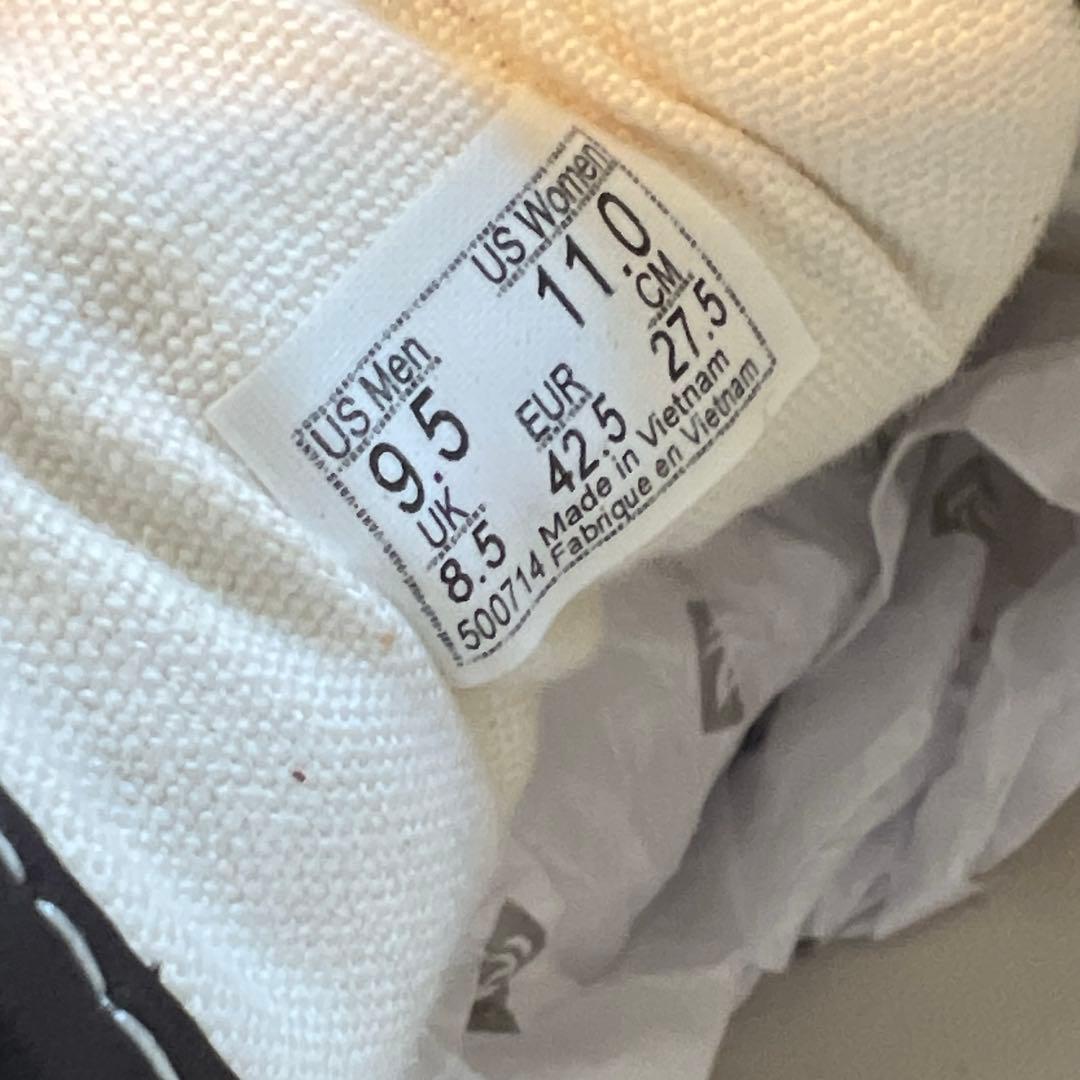 US Men US Women
9.5 11.0
UK EUR CM
8.5 42.5 27.5
500714 Made in Vietnam
Fabrique en Vietnam